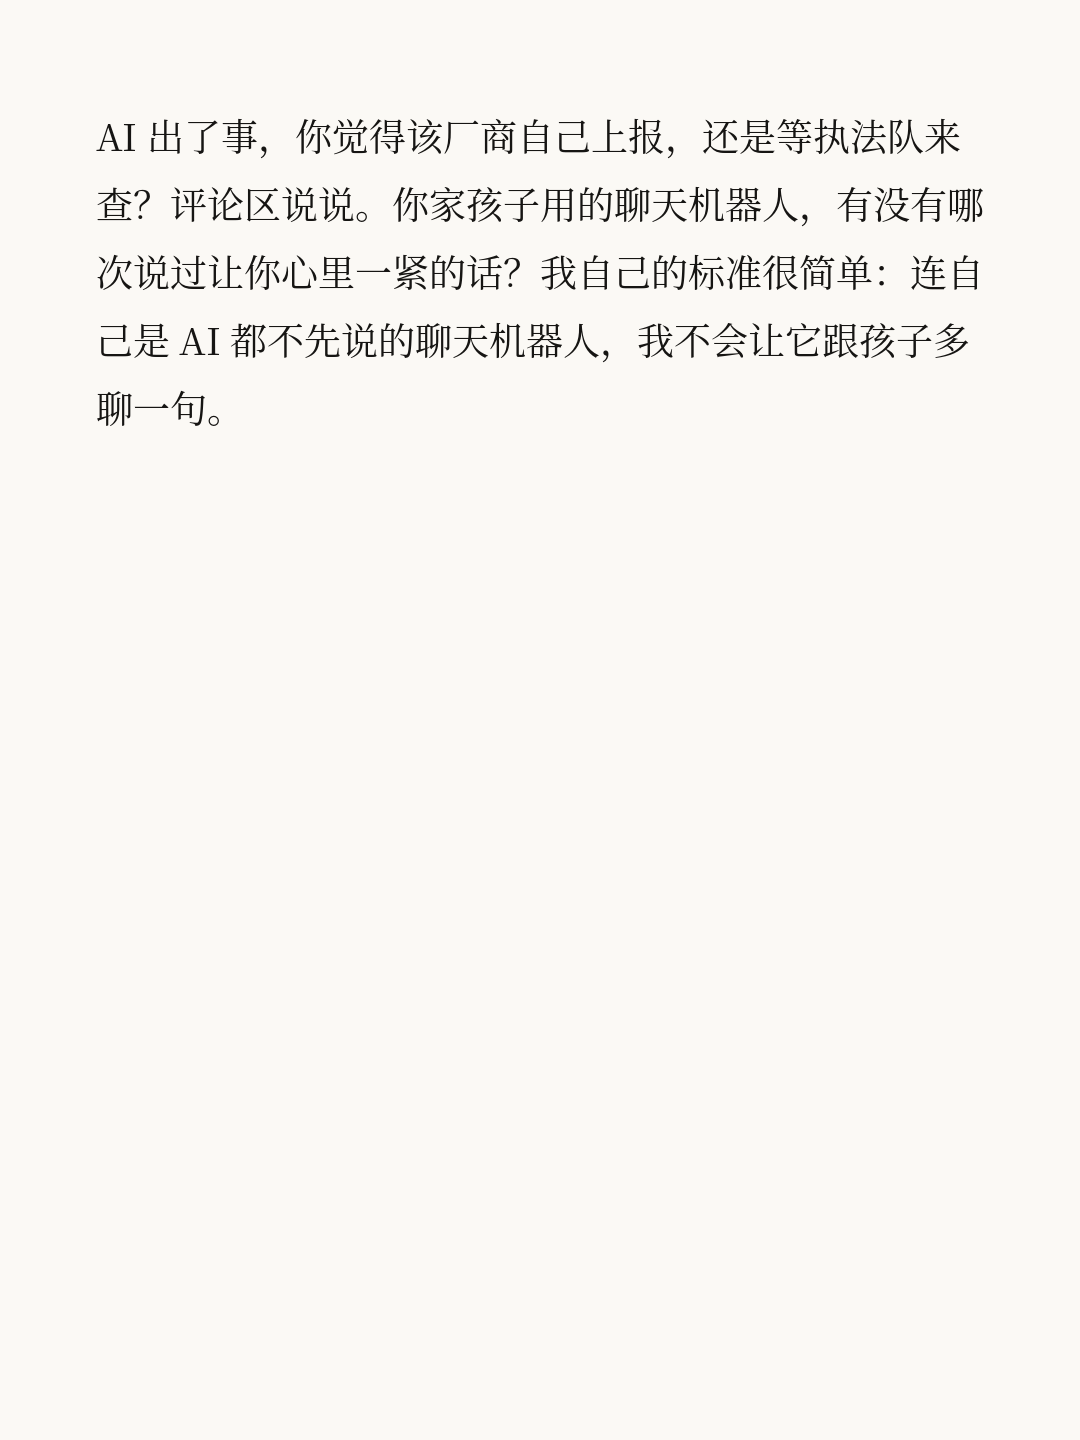 AI 出了事，你觉得该厂商自己上报，还是等执法队来
查？评论区说说。你家孩子用的聊天机器人，有没有哪
次说过让你心里一紧的话？我自己的标准很简单：连自
己是 AI 都不先说的聊天机器人，我不会让它跟孩子多
聊一句。